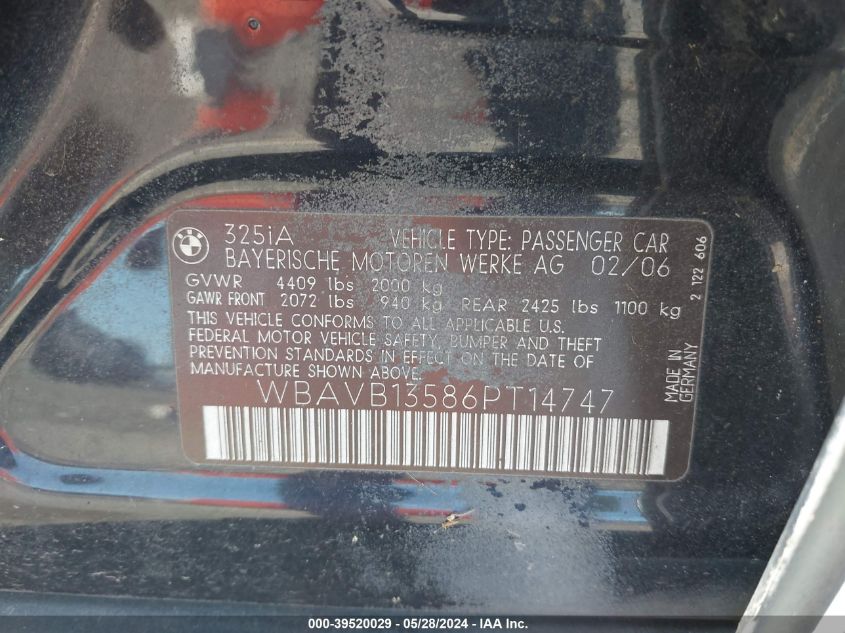 BMW
325iA VEHICLE TYPE: PASSENGER CAR
BAYERISCHE MOTOREN WERKE AG 02/06
GVWR 4409 lbs 2000 kg
GAWR FRONT 2072 lbs 940 kg REAR 2425 lbs 1100 kg
THIS VEHICLE CONFORMS TO ALL APPLICABLE U.S.
FEDERAL MOTOR VEHICLE SAFETY, BUMPER AND THEFT
PREVENTION STANDARDS IN EFFECT ON THE DATE OF
MANUFACTURE SHOWN ABOVE.
WBAVB13586PT14747
2 122 606
MADE IN
GERMANY
000-39520029 - 05/28/2024 - IAA Inc.